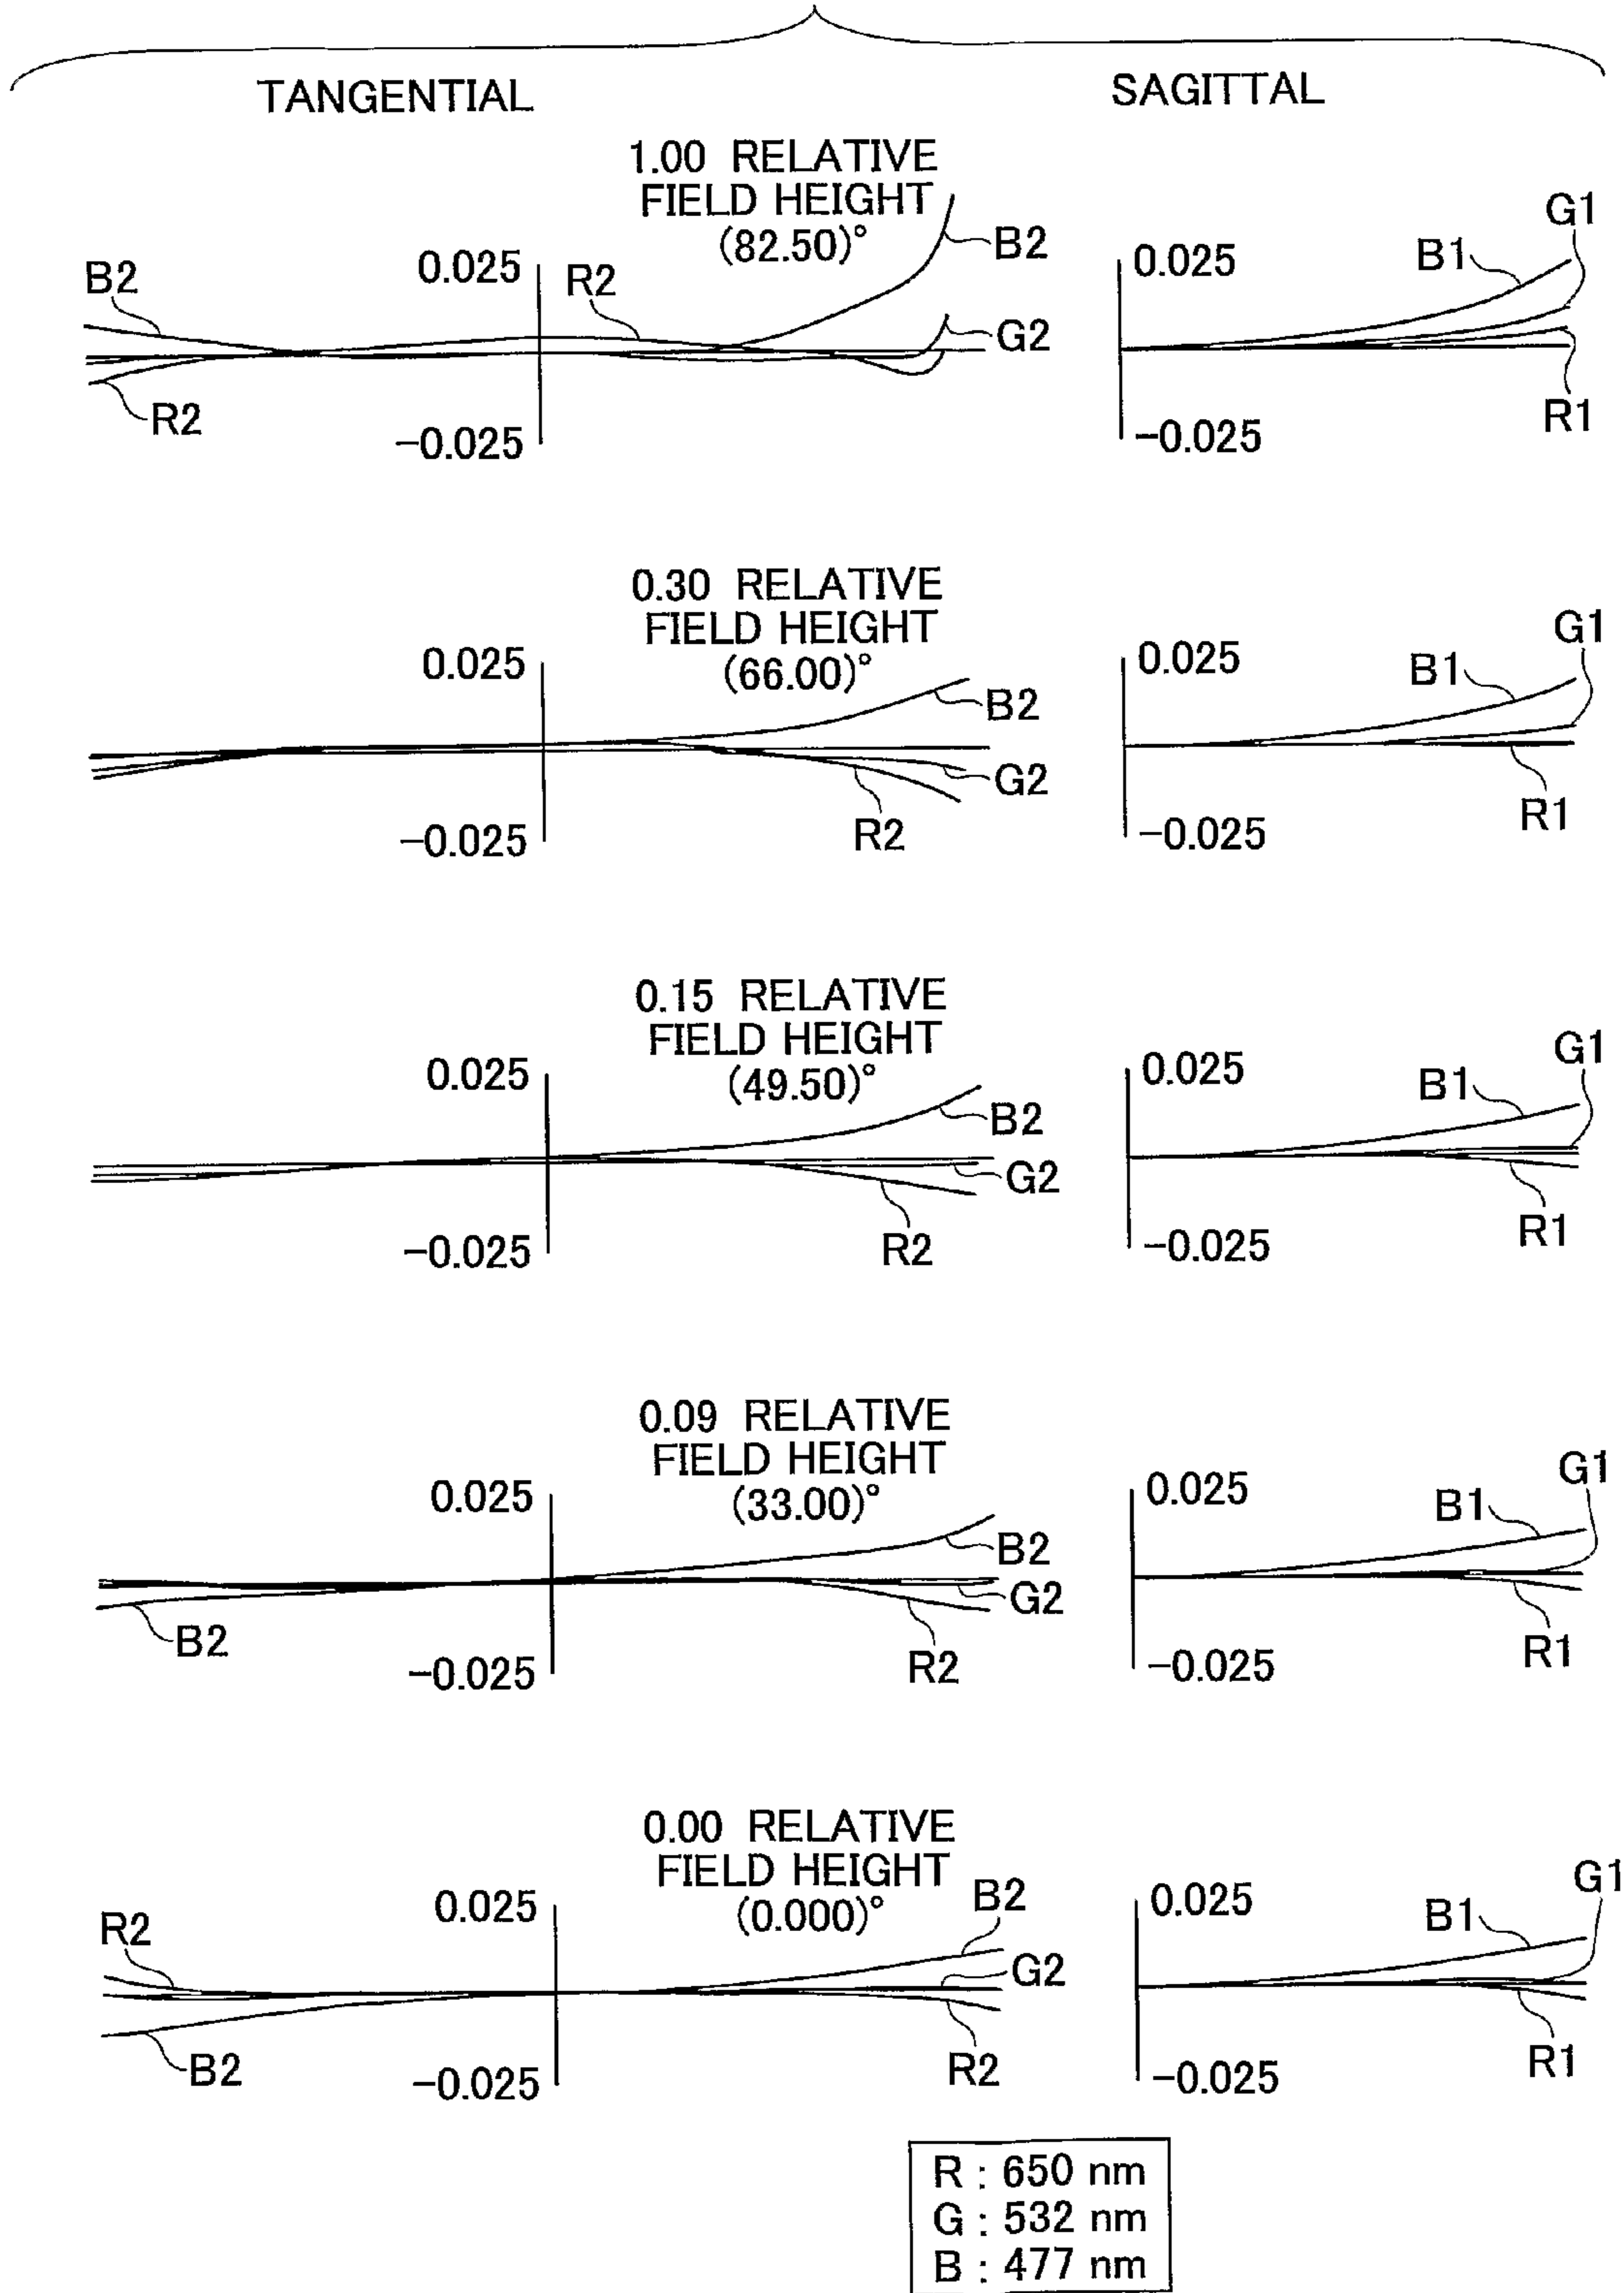 TANGENTIAL SAGITTAL
1.00 RELATIVE
FIELD HEIGHT
(82.50)°
B2
0.025
R2
B2
G2
R2
-0.025
0.025
B1
G1
R1
-0.025
0.30 RELATIVE
FIELD HEIGHT
(66.00)°
0.025
B2
G2
R2
-0.025
0.025
B1
G1
R1
-0.025
0.15 RELATIVE
FIELD HEIGHT
(49.50)°
0.025
B2
G2
R2
-0.025
0.025
B1
G1
R1
-0.025
0.09 RELATIVE
FIELD HEIGHT
(33.00)°
0.025
B2
G2
B2
R2
-0.025
0.025
B1
G1
R1
-0.025
0.00 RELATIVE
FIELD HEIGHT
(0.000)°
R2
0.025
B2
G2
B2
R2
-0.025
0.025
B1
G1
R1
-0.025
R : 650 nm
G : 532 nm
B : 477 nm